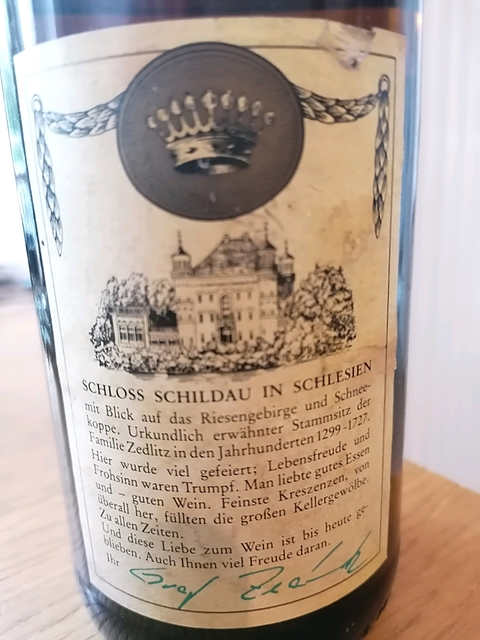 SCHLOSS SCHILDAU IN SCHLESIEN
mit Blick auf das Riesengebirge und Schnee-
koppe. Urkundlich erwähnter Stammsitz der
Familie Zedlitz in den Jahrhunderten 1299-1727.
Hier wurde viel gefeiert; Lebensfreude und
Frohsinn waren Trumpf. Man liebte gutes Essen
und – guten Wein. Feinste Kreszenzen, von
überall her, füllten die großen Kellergewölbe.
Zu allen Zeiten.
Und diese Liebe zum Wein ist bis heute ge-
blieben. Auch Ihnen viel Freude daran.
Ihr Graf Zedlitz